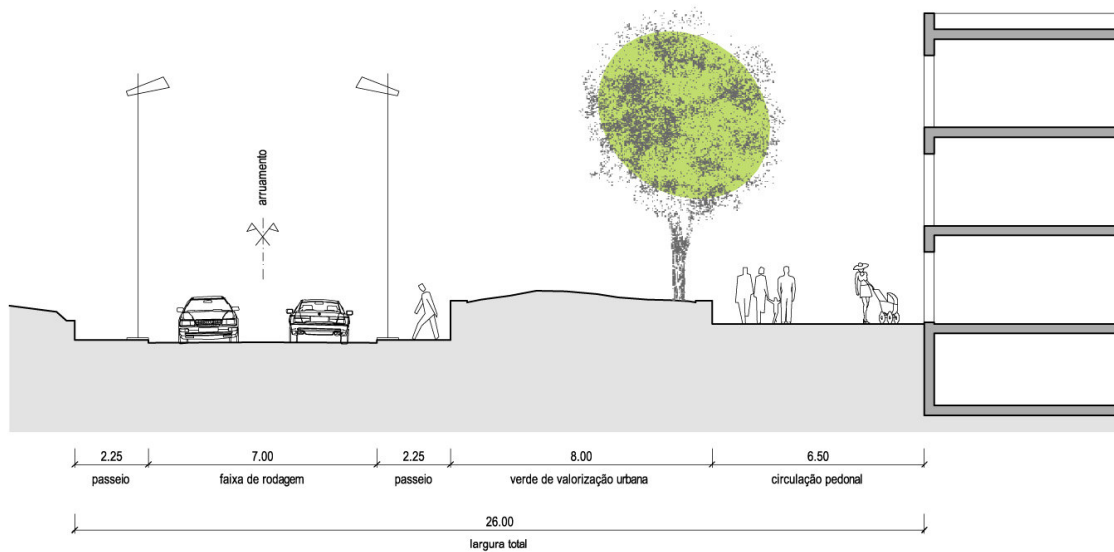 arruamento
2.25
7.00
2.25
8.00
6.50
passeio
faixa de rodagem
passeio
verde de valorização urbana
circulação pedonal
26.00
largura total